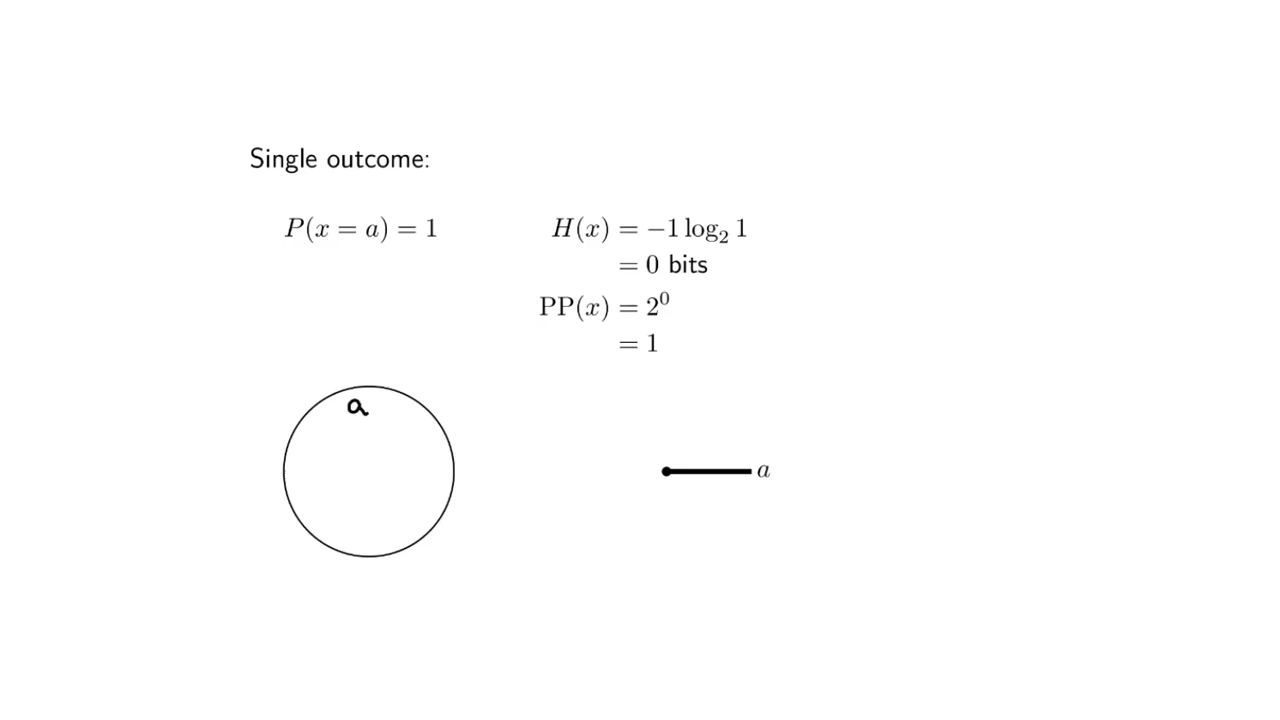 Single outcome:
P(x = a) = 1
H(x) = −1 log₂ 1
= 0 bits
PP(x) = 2⁰
= 1
a
a